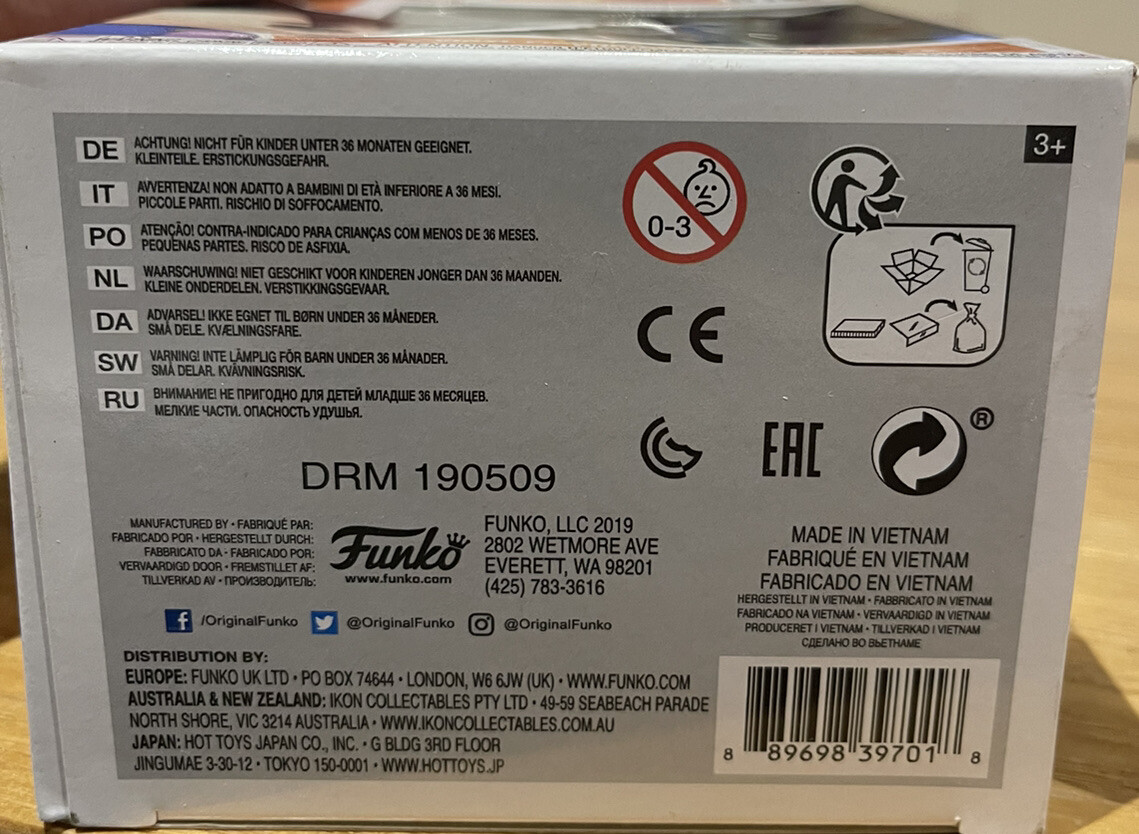 ATTENTION
DE ACHTUNG! NICHT FÜR KINDER UNTER 36 MONATEN GEEIGNET.
KLEINTEILE. ERSTICKUNGSGEFAHR.
IT AVVERTENZA! NON ADATTO A BAMBINI DI ETÀ INFERIORE A 36 MESI.
PICCOLE PARTI. RISCHIO DI SOFFOCAMENTO.
PO ATENÇÃO! CONTRA-INDICADO PARA CRIANÇAS COM MENOS DE 36 MESES.
PEQUENAS PARTES. RISCO DE ASFIXIA.
NL WAARSCHUWING! NIET GESCHIKT VOOR KINDEREN JONGER DAN 36 MAANDEN.
KLEINE ONDERDELEN. VERSTIKKINGSGEVAAR.
DA ADVARSEL! IKKE EGNET TIL BØRN UNDER 36 MÅNEDER.
SMÅ DELE. KVÆLNINGSFARE.
SW VARNING! INTE LÄMPLIG FÖR BARN UNDER 36 MÅNADER.
SMÅ DELAR. KVÄVNINGSRISK.
RU ВНИМАНИЕ! НЕ ПРИГОДНО ДЛЯ ДЕТЕЙ МЛАДШЕ 36 МЕСЯЦЕВ.
МЕЛКИЕ ЧАСТИ. ОПАСНОСТЬ УДУШЬЯ.
0-3
3+
CE
EAC
®
DRM 190509
MANUFACTURED BY • FABRIQUÉ PAR:
FABRICADO POR • HERGESTELLT DURCH:
FABBRICATO DA • FABRICADO POR:
VERVAARDIGD DOOR • FREMSTILLET AF:
TILLVERKAD AV • ПРОИЗВОДИТЕЛЬ:
Funko
www.funko.com
FUNKO, LLC 2019
2802 WETMORE AVE
EVERETT, WA 98201
(425) 783-3616
f /OriginalFunko @OriginalFunko @OriginalFunko
MADE IN VIETNAM
FABRIQUÉ EN VIETNAM
FABRICADO EN VIETNAM
HERGESTELLT IN VIETNAM • FABBRICATO IN VIETNAM
FABRICADO NA VIETNAM • VERVAARDIGD IN VIETNAM
PRODUCERET I VIETNAM • TILLVERKAD I VIETNAM
СДЕЛАНО ВО ВЬЕТНАМЕ
DISTRIBUTION BY:
EUROPE: FUNKO UK LTD • PO BOX 74644 • LONDON, W6 6JW (UK) • WWW.FUNKO.COM
AUSTRALIA & NEW ZEALAND: IKON COLLECTABLES PTY LTD • 49-59 SEABEACH PARADE
NORTH SHORE, VIC 3214 AUSTRALIA • WWW.IKONCOLLECTABLES.COM.AU
JAPAN: HOT TOYS JAPAN CO., INC. • G BLDG 3RD FLOOR
JINGUMAE 3-30-12 • TOKYO 150-0001 • WWW.HOTTOYS.JP
8 89698 39701 8